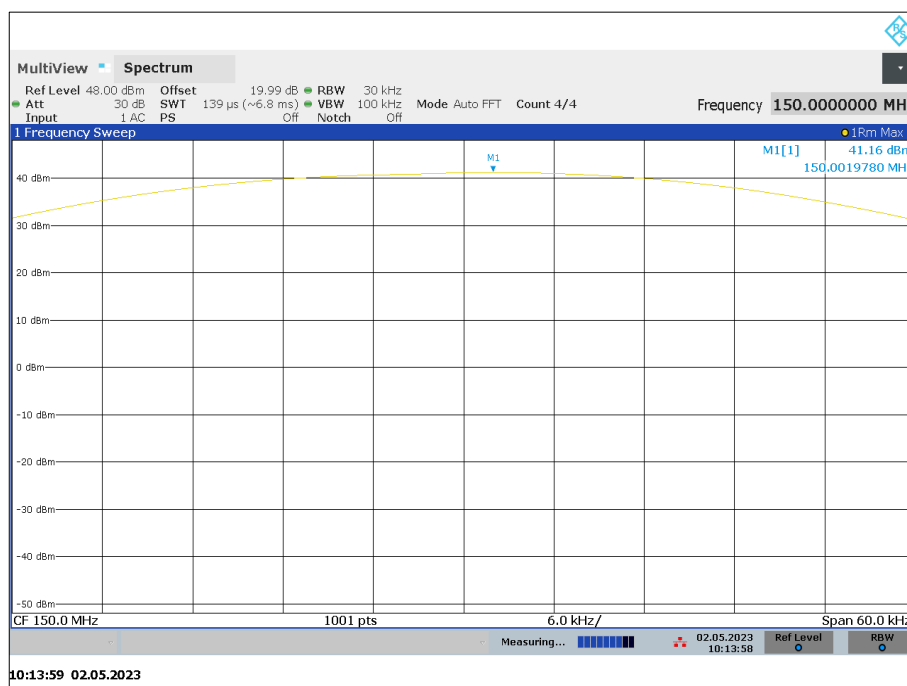 R S
MultiView Spectrum
Ref Level 48.00 dBm Offset 19.99 dB RBW 30 kHz
Att 30 dB SWT 139 µs (~6.8 ms) VBW 100 kHz Mode Auto FFT Count 4/4 Frequency 150.0000000 MH
Input 1 AC PS Off Notch Off
1 Frequency Sweep 1Rm Max
M1[1] 41.16 dBm
150.0019780 MH
M1
40 dBm
30 dBm
20 dBm
10 dBm
0 dBm
-10 dBm
-20 dBm
-30 dBm
-40 dBm
-50 dBm
CF 150.0 MHz 1001 pts 6.0 kHz/ Span 60.0 kHz
Measuring... 02.05.2023 Ref Level RBW
10:13:58
10:13:59 02.05.2023